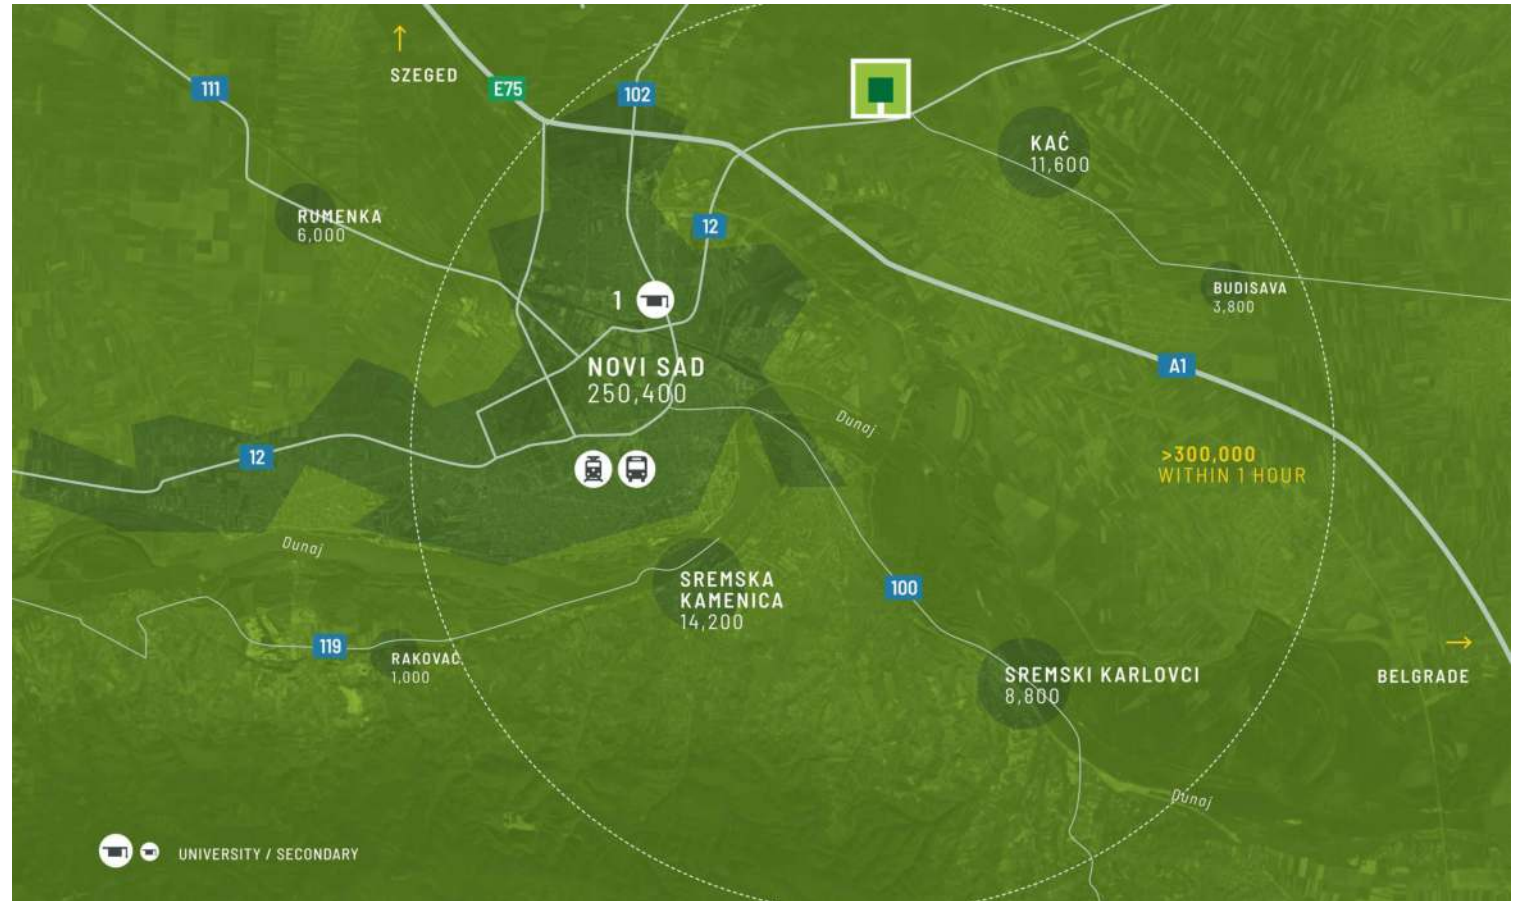 SZEGED
111
E75
102
KAĆ
11,600
RUMENKA
6,000
12
BUDISAVA
3,800
1
NOVI SAD
250,400
A1
Dunaj
12
>300,000
WITHIN 1 HOUR
Dunaj
SREMSKA
KAMENICA
14,200
100
119
RAKOVAC
1,000
SREMSKI KARLOVCI
8,800
BELGRADE
Dunaj
UNIVERSITY / SECONDARY